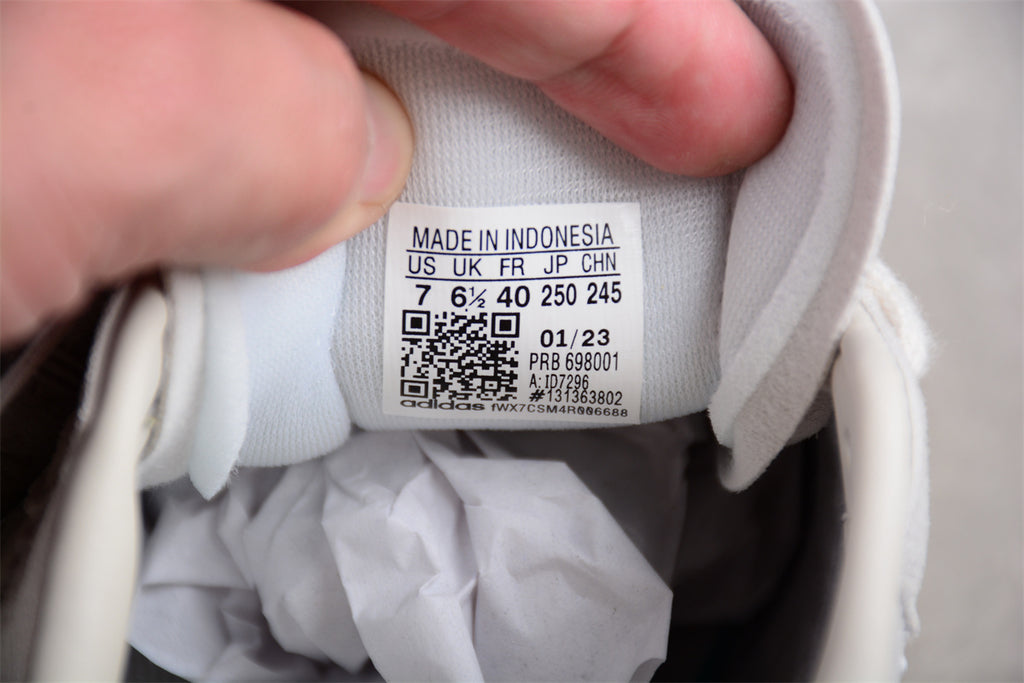 MADE IN INDONESIA
US UK FR JP CHN
7 6½ 40 250 245
01/23
PRB 698001
A: ID7296
#131363802
adidas fWX7CSM4R006688